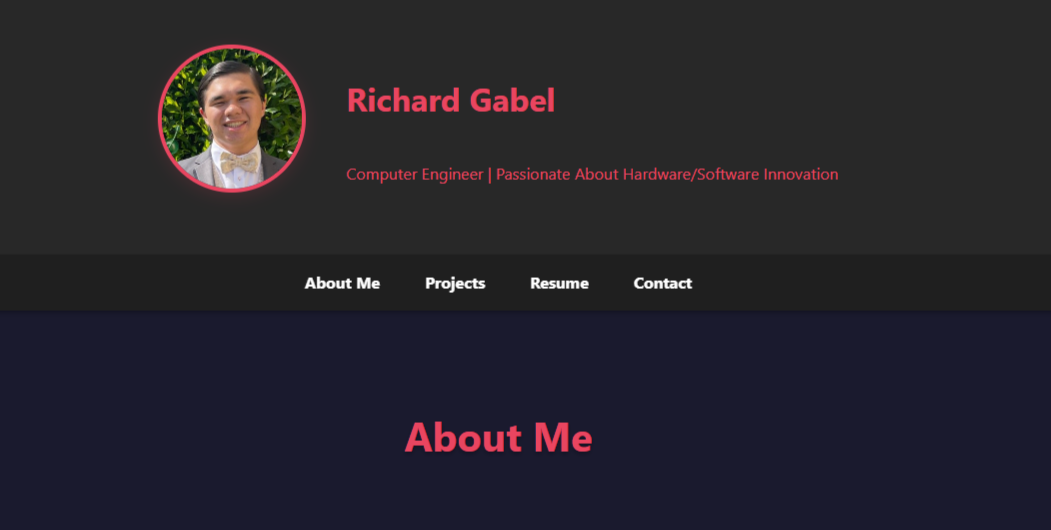 Richard Gabel
Computer Engineer | Passionate About Hardware/Software Innovation
About Me Projects Resume Contact
About Me